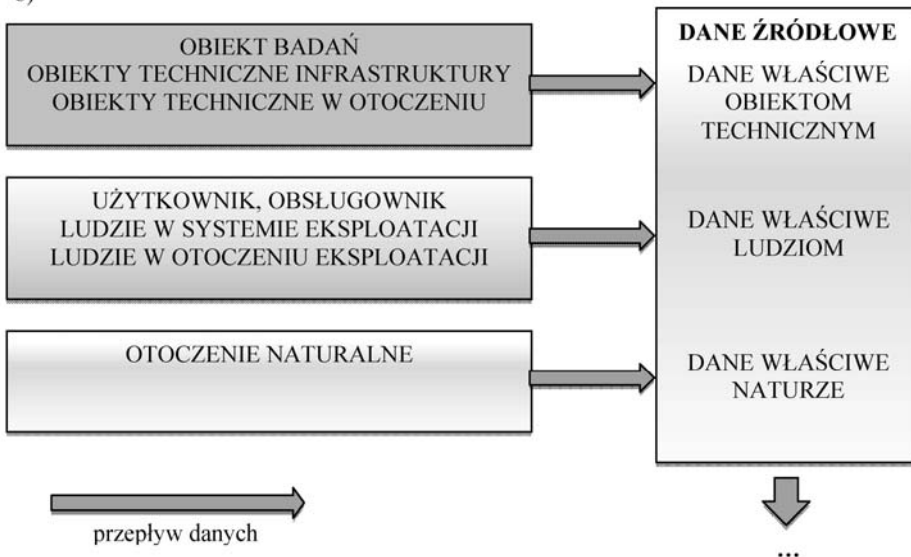 OBIEKT BADAŃ
OBIEKTY TECHNICZNE INFRASTRUKTURY
OBIEKTY TECHNICZNE W OTOCZENIU
UŻYTKOWNIK, OBSŁUGOWNIK
LUDZIE W SYSTEMIE EKSPLOATACJI
LUDZIE W OTOCZENIU EKSPLOATACJI
OTOCZENIE NATURALNE
DANE ŹRÓDŁOWE
DANE WŁAŚCIWE
OBIEKTOM
TECHNICZNYM
DANE WŁAŚCIWE
LUDZIOM
DANE WŁAŚCIWE
NATURZE
przepływ danych
...